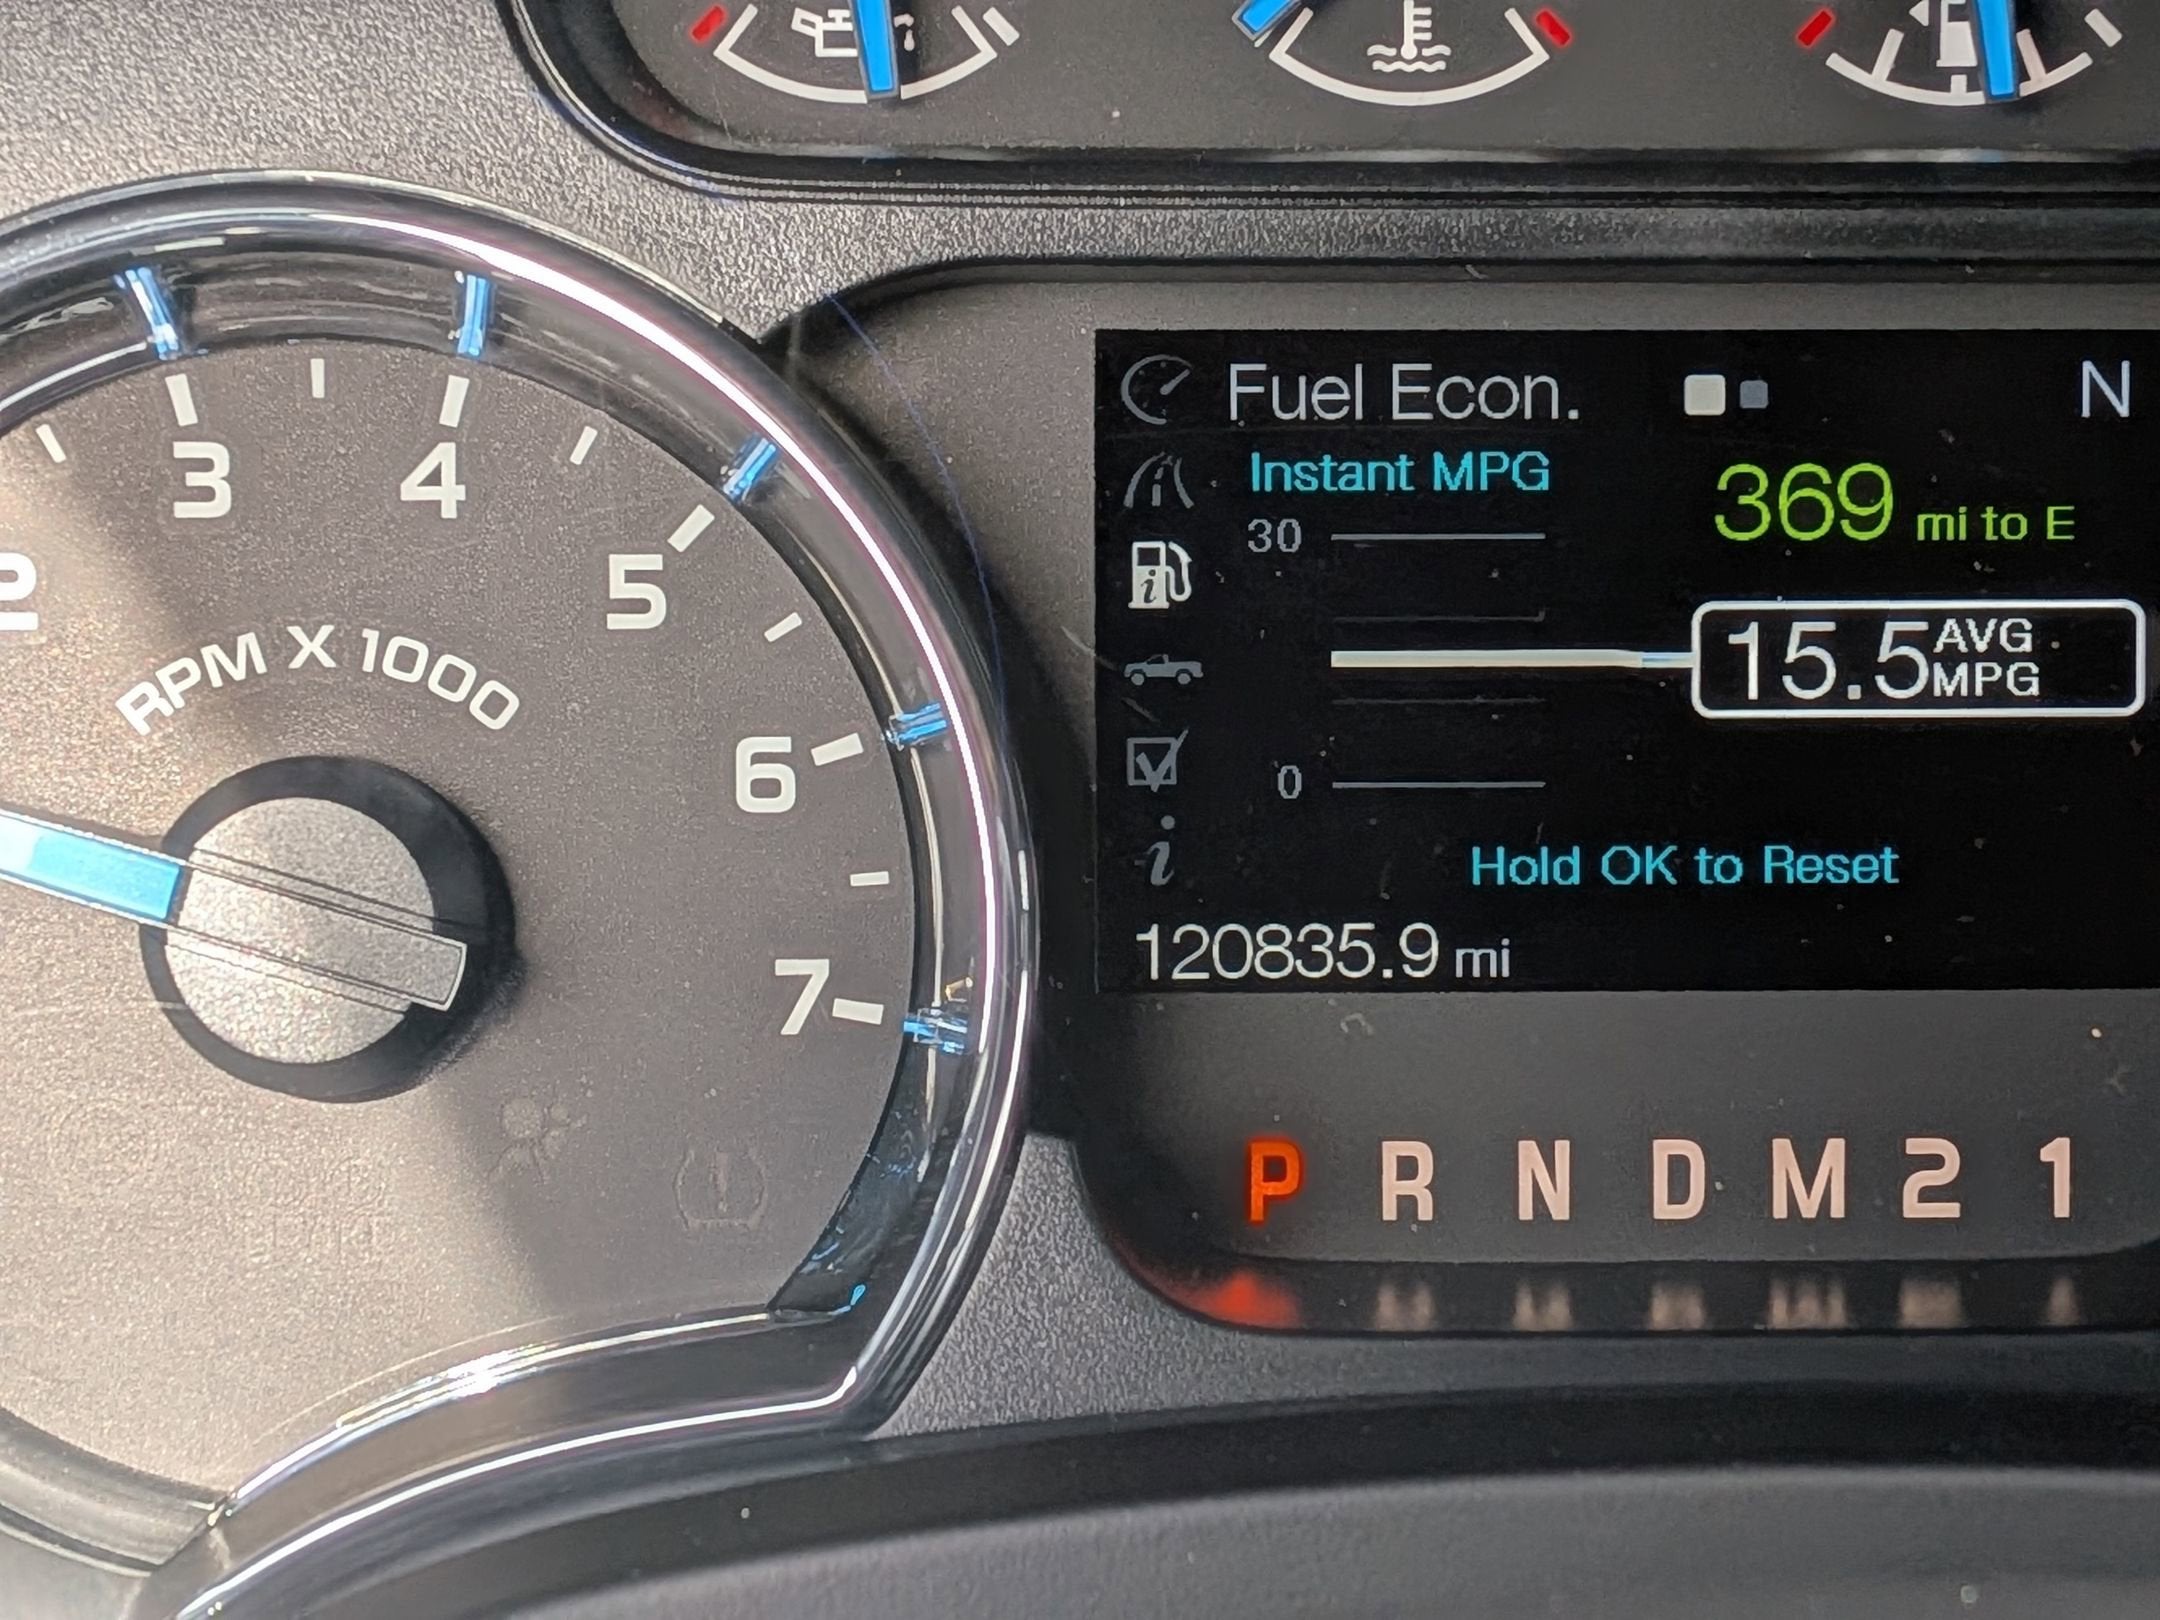 Fuel Econ.
N
Instant MPG
369 mi to E
30
15.5 AVG MPG
0
Hold OK to Reset
120835.9 mi
P R N D M 2 1
2
3
4
5
6
7
RPM X 1000